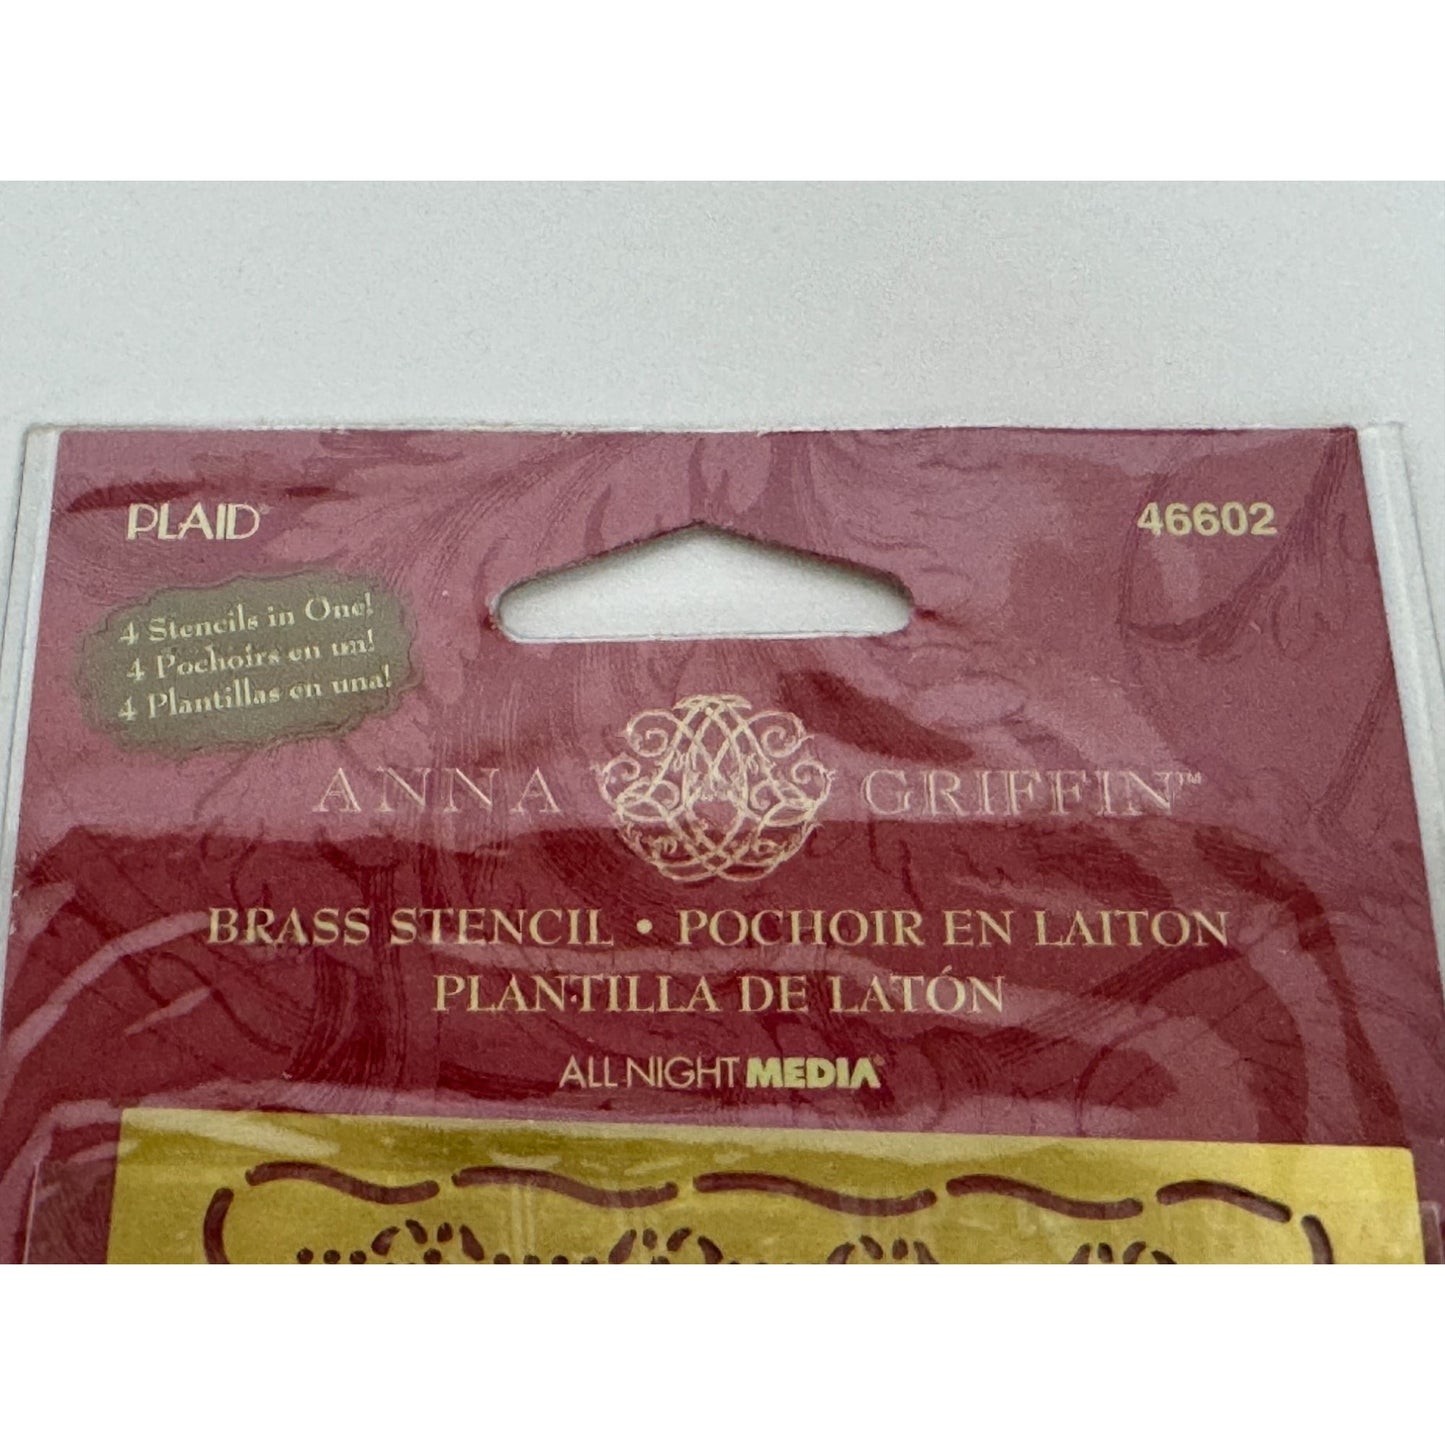 PLAID®
46602
4 Stencils in One!
4 Pochoirs en un!
4 Plantillas en una!
ANNA GRIFFIN™
BRASS STENCIL • POCHOIR EN LAITON
PLANTILLA DE LATÓN
ALL NIGHT MEDIA®